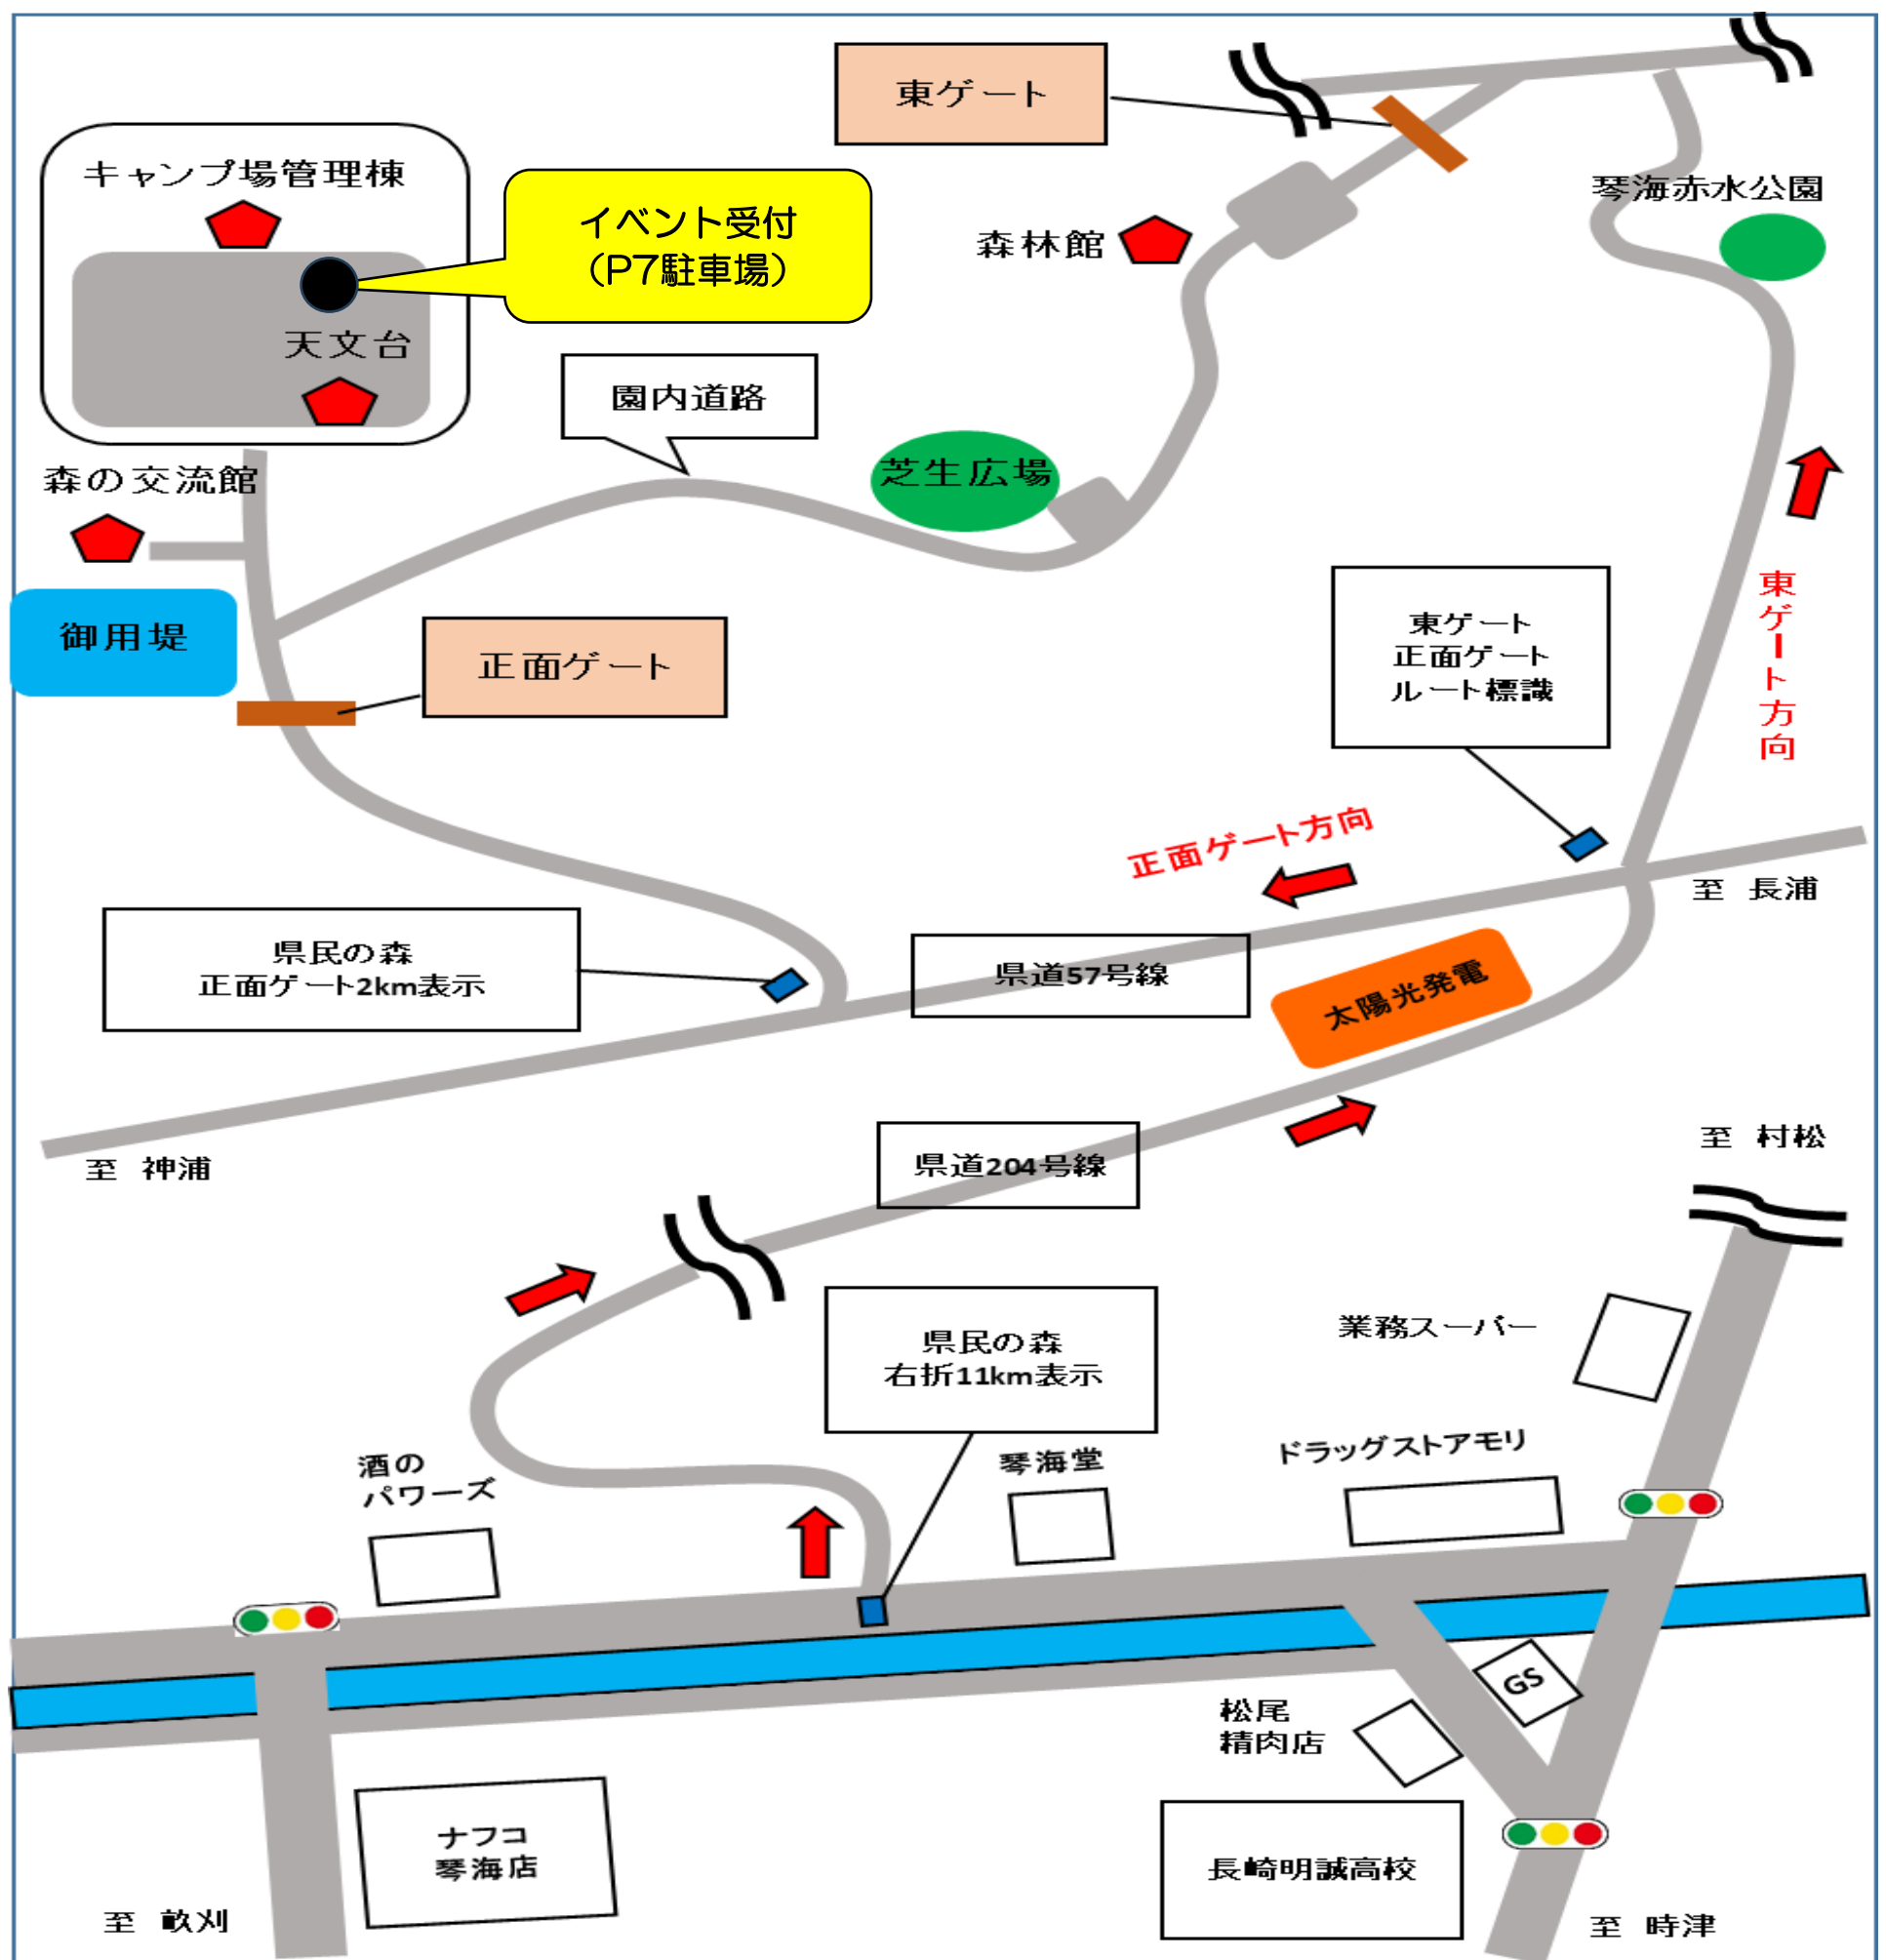 東ゲート
キャンプ場管理棟
イベント受付
（P7駐車場）
琴海赤水公園
森林館
天文台
園内道路
芝生広場
森の交流館
御用堤
正面ゲート
東ゲート
正面ゲート
ルート標識
東ゲート方向
正面ゲート方向
至 長浦
県民の森
正面ゲート2km表示
県道57号線
太陽光発電
至 神浦
県道204号線
至 村松
県民の森
右折11km表示
業務スーパー
酒の
パワーズ
琴海堂
ドラッグストアモリ
GS
松尾
精肉店
ナフコ
琴海店
長崎明誠高校
至 畝刈
至 時津